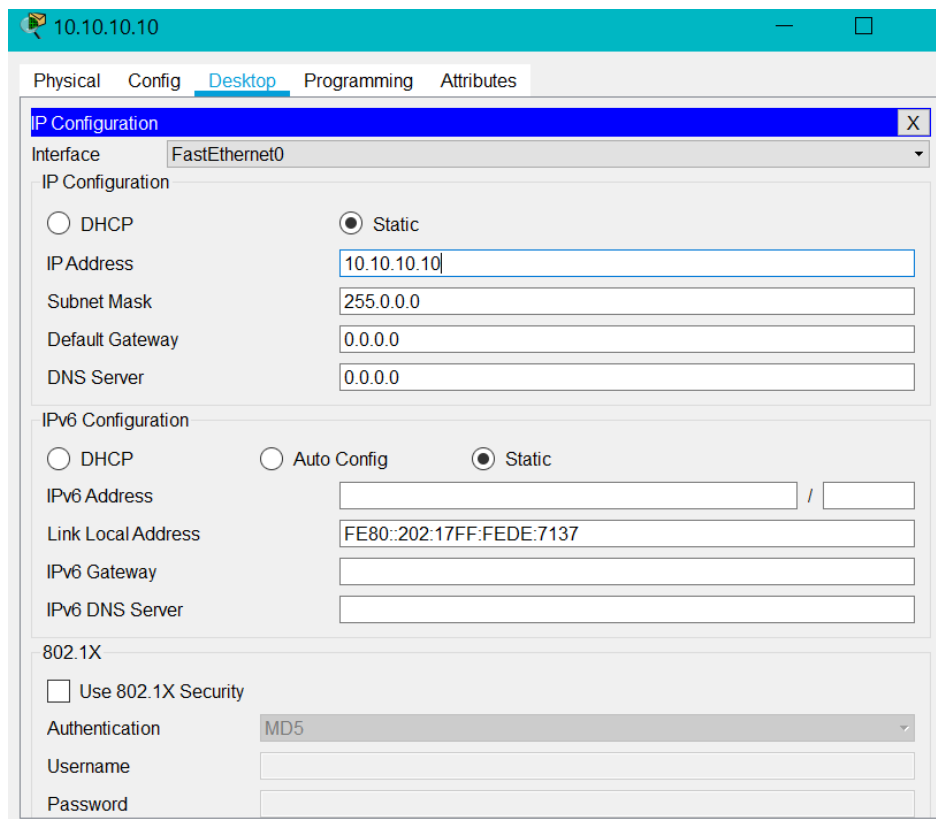 10.10.10.10
Physical Config Desktop Programming Attributes
IP Configuration X
Interface FastEthernet0
IP Configuration
DHCP Static
IP Address 10.10.10.10
Subnet Mask 255.0.0.0
Default Gateway 0.0.0.0
DNS Server 0.0.0.0
IPv6 Configuration
DHCP Auto Config Static
IPv6 Address /
Link Local Address FE80::202:17FF:FEDE:7137
IPv6 Gateway
IPv6 DNS Server
802.1X
Use 802.1X Security
Authentication MD5
Username
Password